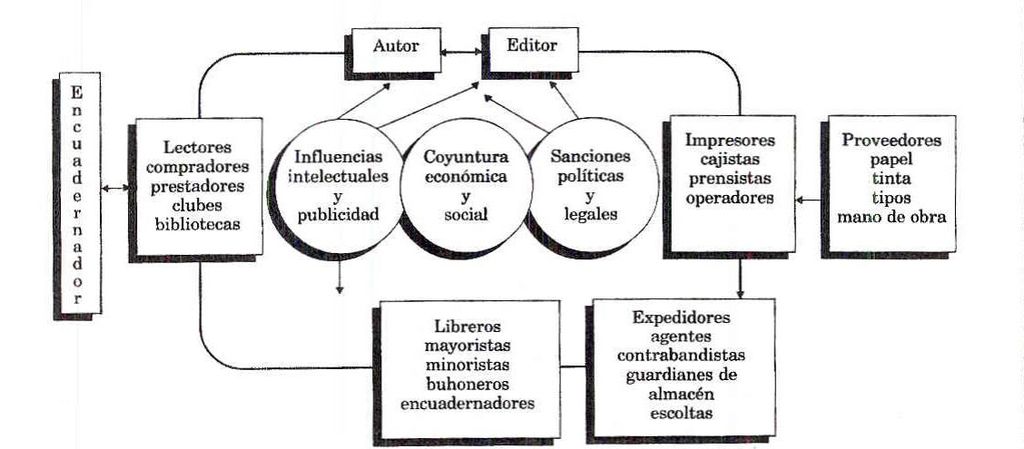 Autor
Editor
Encuadernador
Lectores
compradores
prestadores
clubes
bibliotecas
Influencias
intelectuales
y
publicidad
Coyuntura
económica
y
social
Sanciones
políticas
y
legales
Impresores
cajistas
prensistas
operadores
Proveedores
papel
tinta
tipos
mano de obra
Libreros
mayoristas
minoristas
buhoneros
encuadernadores
Expedidores
agentes
contrabandistas
guardianes de
almacén
escoltas